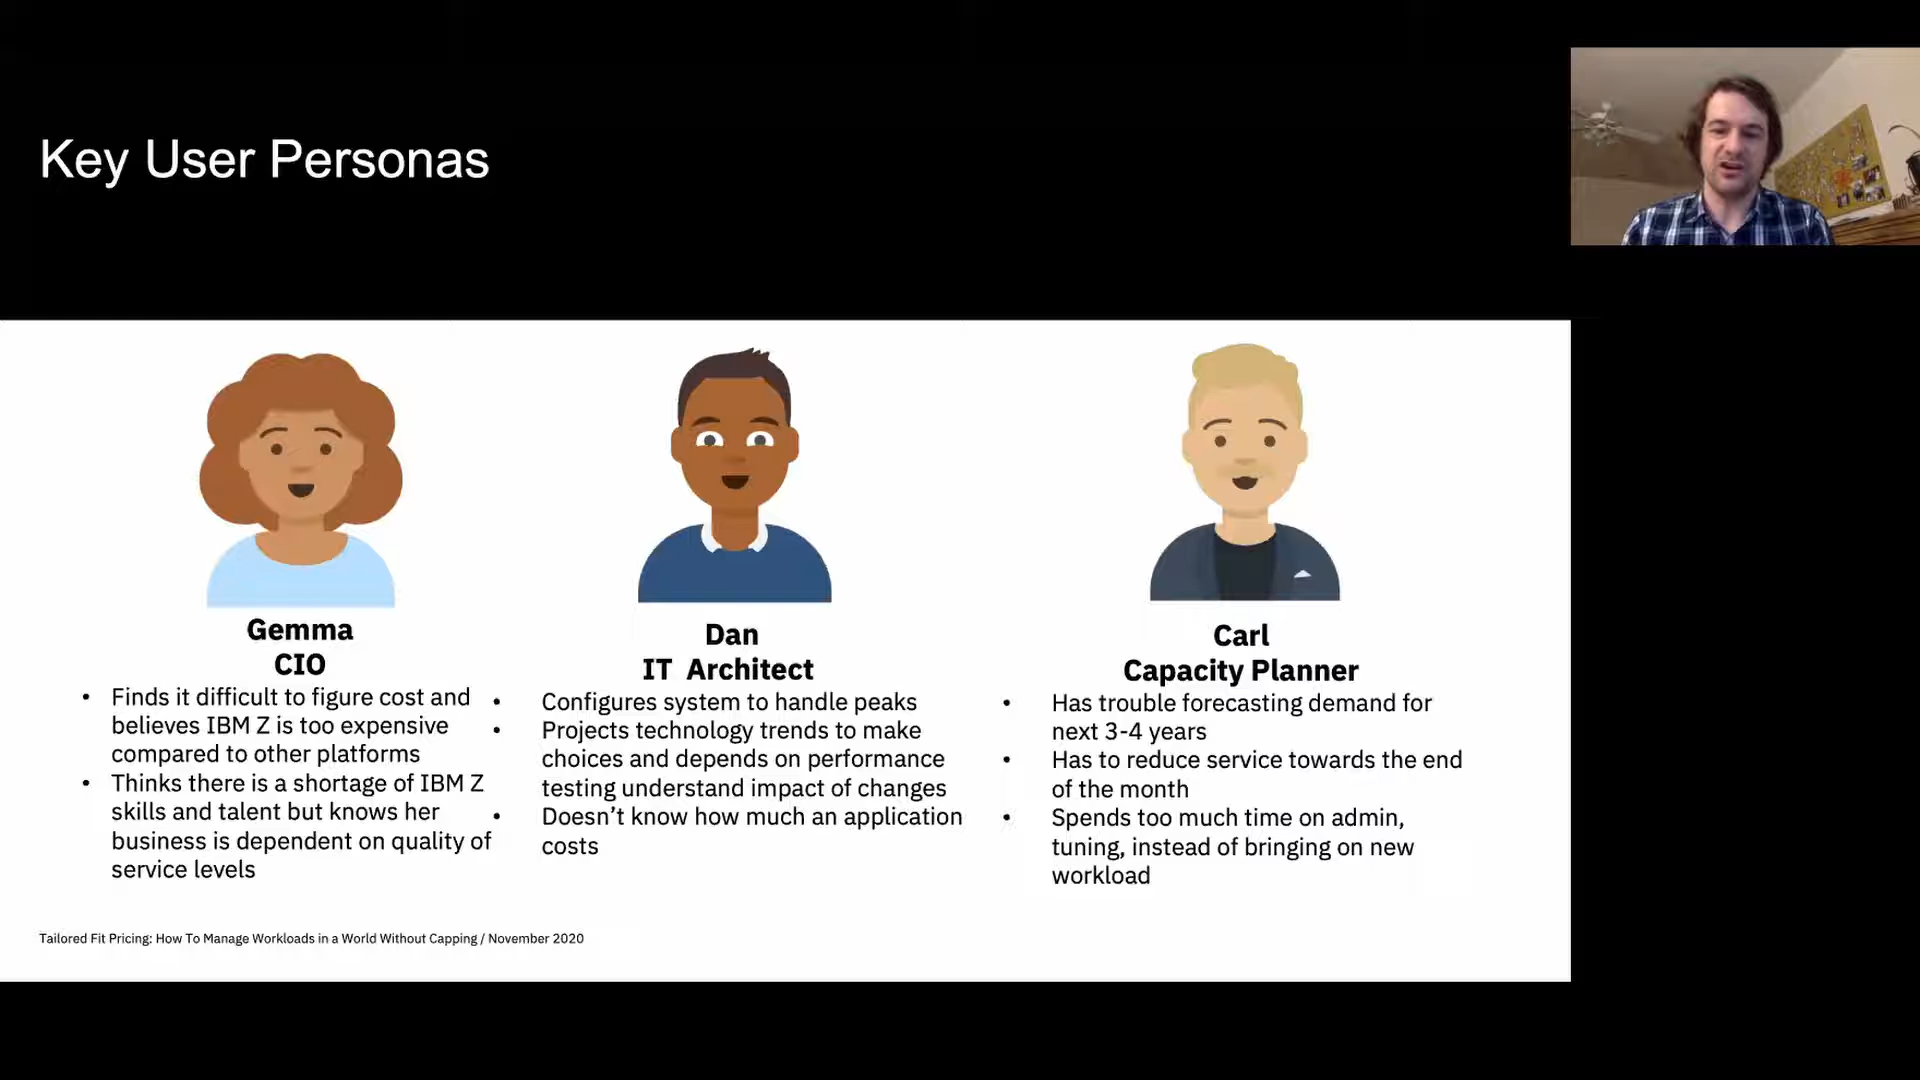 Key User Personas
Gemma
CIO
• Finds it difficult to figure cost and
believes IBM Z is too expensive
compared to other platforms
• Thinks there is a shortage of IBM Z
skills and talent but knows her
business is dependent on quality of
service levels
Dan
IT Architect
• Configures system to handle peaks
• Projects technology trends to make
choices and depends on performance
testing understand impact of changes
• Doesn’t know how much an application
costs
Carl
Capacity Planner
• Has trouble forecasting demand for
next 3-4 years
• Has to reduce service towards the end
of the month
• Spends too much time on admin,
tuning, instead of bringing on new
workload
Tailored Fit Pricing: How To Manage Workloads in a World Without Capping / November 2020